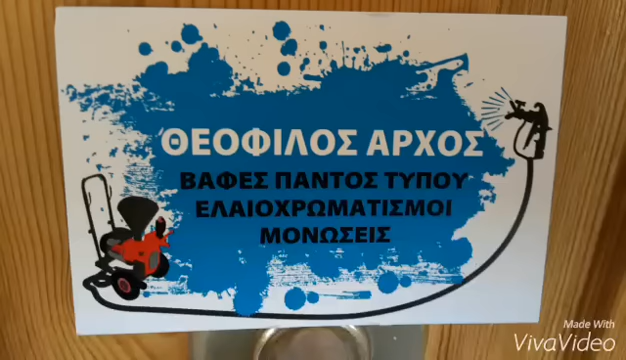 ΘΕΟΦΙΛΟΣ ΑΡΧΟΣ
ΒΑΦΕΣ ΠΑΝΤΟΣ ΤΥΠΟΥ
ΕΛΑΙΟΧΡΩΜΑΤΙΣΜΟΙ
ΜΟΝΩΣΕΙΣ
Made With
VivaVideo